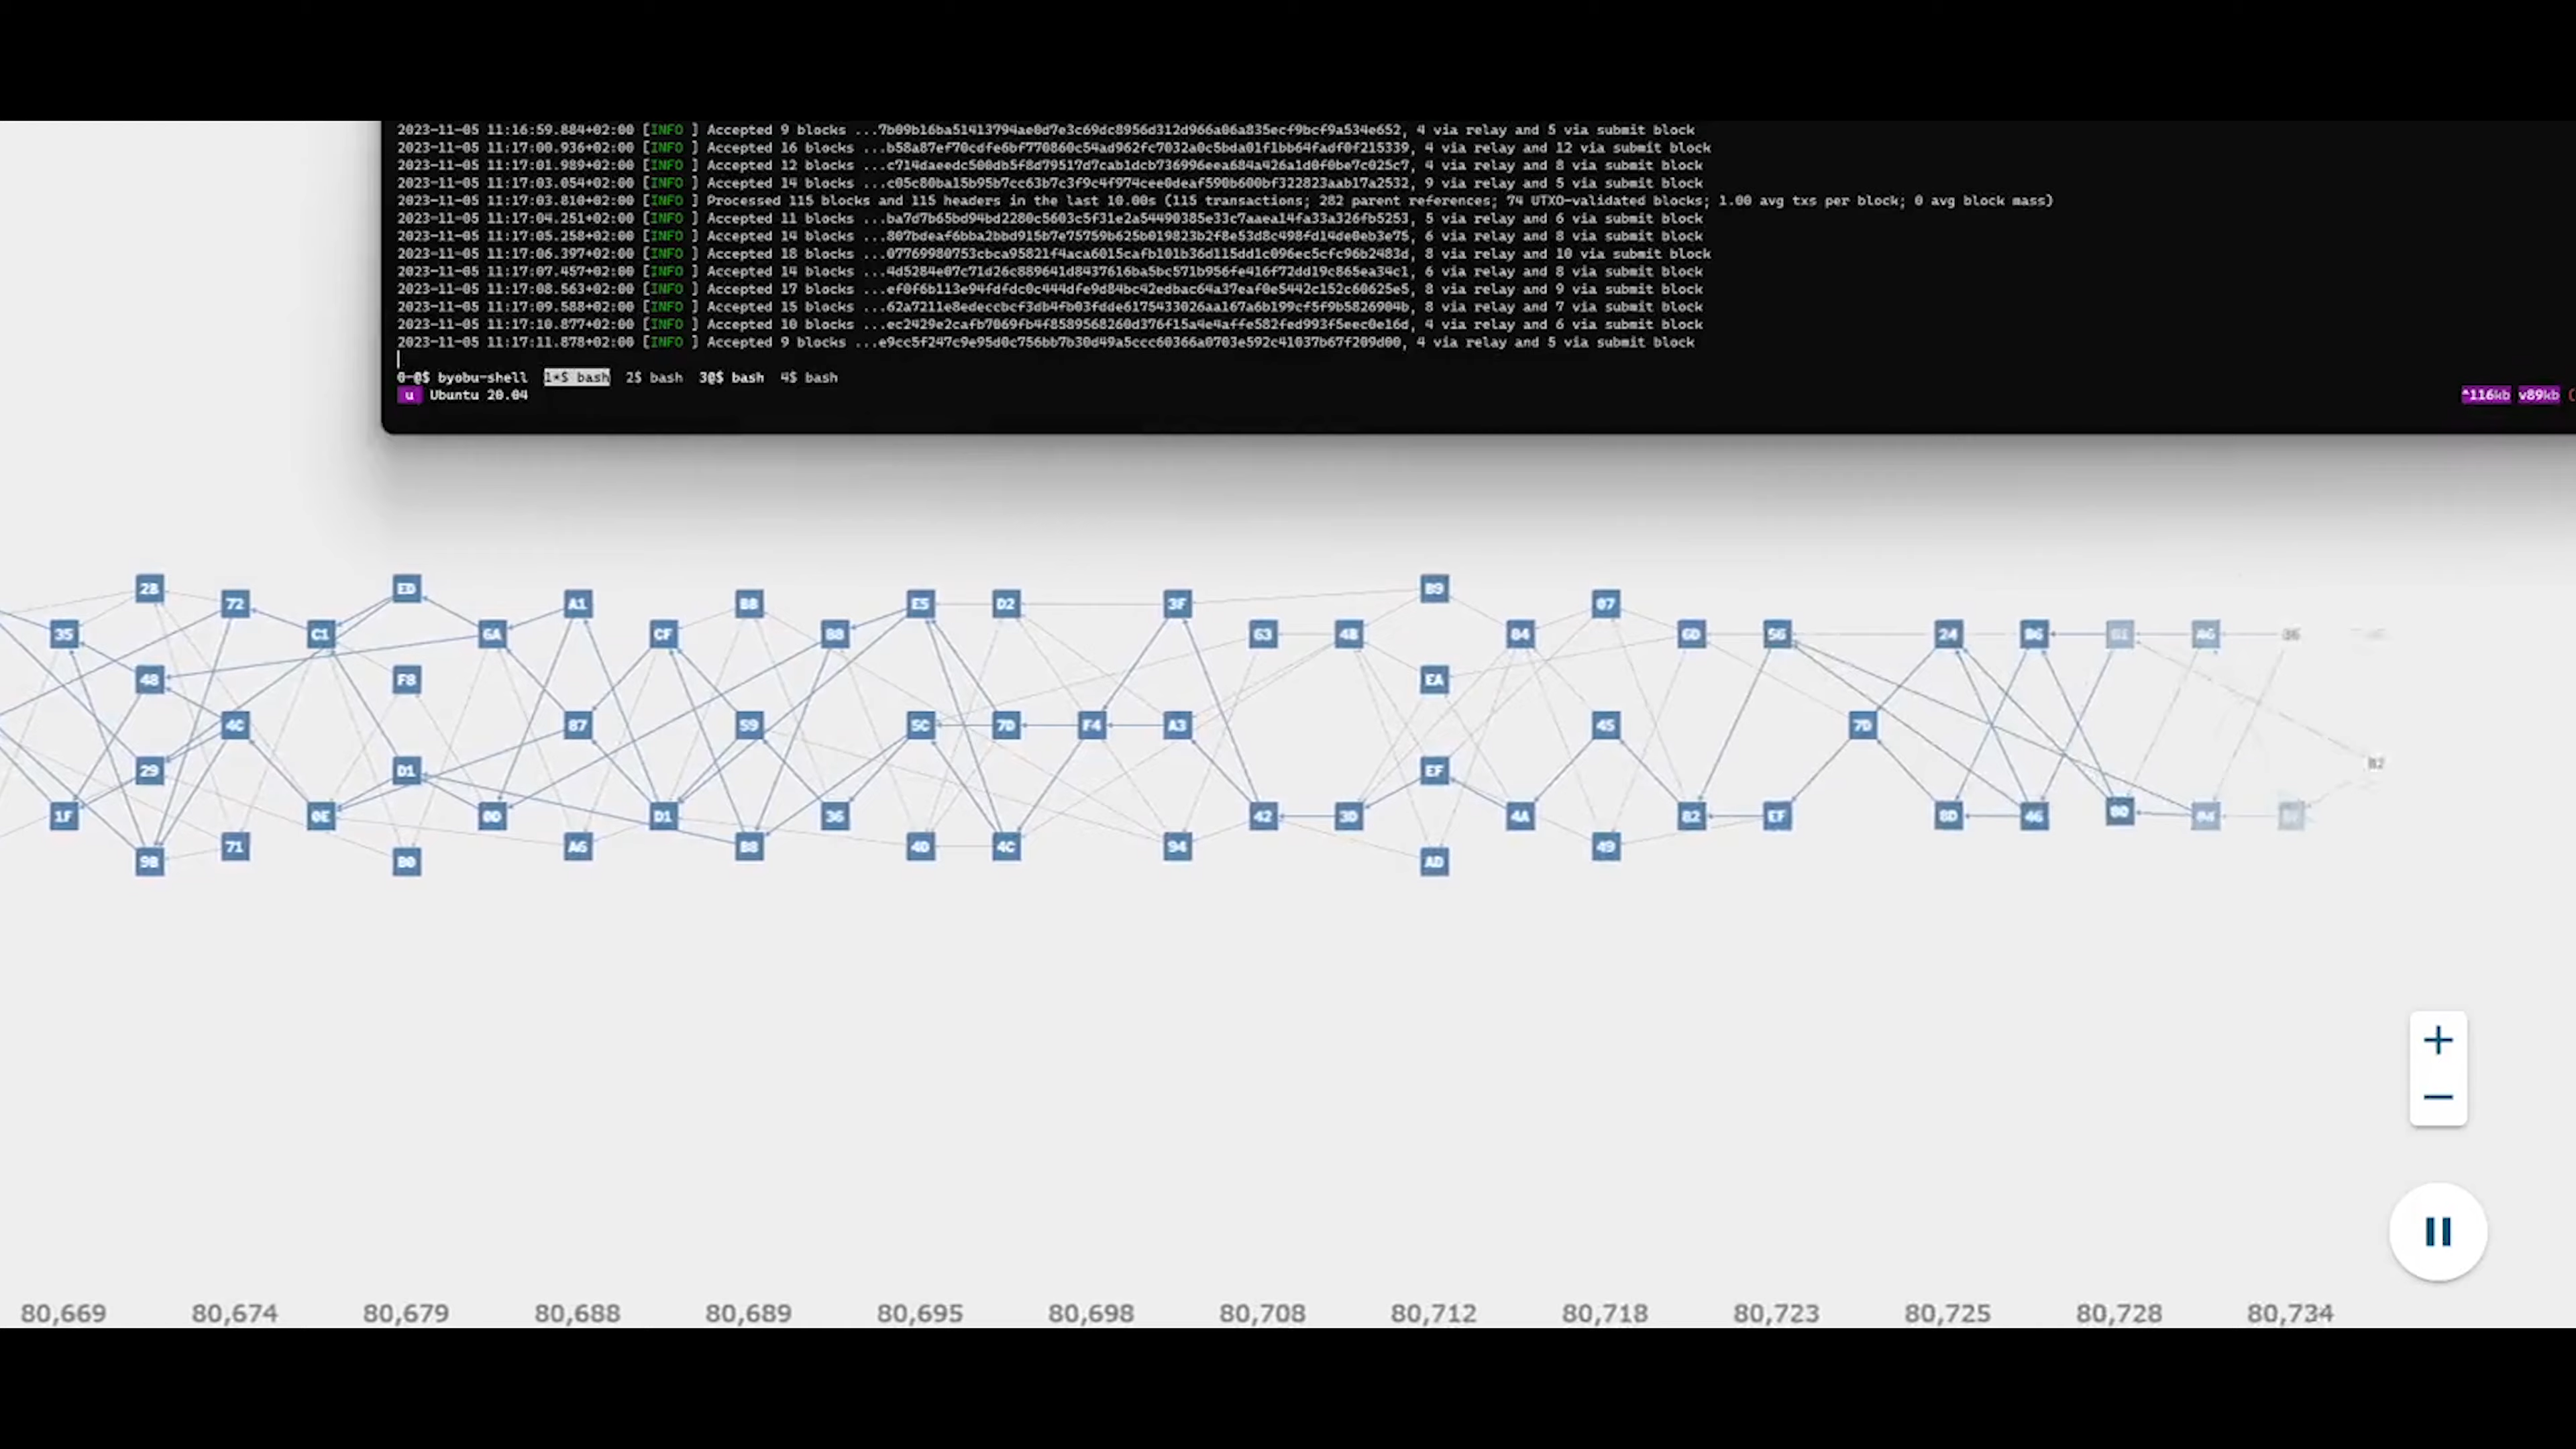 2023-11-05 11:16:59.884+02:00 [INFO ] Accepted 9 blocks ...7b09b16ba51413794ae0d7e3c69dc8956d312d966a06a835ecf9bcf9a534e652, 4 via relay and 5 via submit block
2023-11-05 11:17:00.936+02:00 [INFO ] Accepted 16 blocks ...b58a87ef70cdfe6bf770860c54ad962fc7032a0c5bda01f1bb64fadf0f215339, 4 via relay and 12 via submit block
2023-11-05 11:17:01.989+02:00 [INFO ] Accepted 12 blocks ...c714daeedc500db5f8d79517d7cab1dcb736996eea684a426a1d0f0be7c025c7, 4 via relay and 8 via submit block
2023-11-05 11:17:03.054+02:00 [INFO ] Accepted 14 blocks ...c05c80ba15b95b7cc63b7c3f9c4f974cee0deaf590b600bf322823aab17a2532, 9 via relay and 5 via submit block
2023-11-05 11:17:03.810+02:00 [INFO ] Processed 115 blocks and 115 headers in the last 10.00s (115 transactions; 282 parent references; 74 UTXO-validated blocks; 1.00 avg txs per block; 0 avg block mass)
2023-11-05 11:17:04.251+02:00 [INFO ] Accepted 11 blocks ...ba7d7b65bd94bd2280c5603c5f31e2a54490385e33c7aaea14fa33a326fb5253, 5 via relay and 6 via submit block
2023-11-05 11:17:05.258+02:00 [INFO ] Accepted 14 blocks ...807bdeaf6bba2bbd915b7e75759b625b019823b2f8e53d8c498fd14de0eb3e75, 6 via relay and 8 via submit block
2023-11-05 11:17:06.397+02:00 [INFO ] Accepted 18 blocks ...07769980753cbca95821f4aca6015cafb101b36d115dd1c096ec5cfc96b2483d, 8 via relay and 10 via submit block
2023-11-05 11:17:07.457+02:00 [INFO ] Accepted 14 blocks ...4d5284e07c71d26c889641d8437616ba5bc571b956fe416f72dd19c865ea34c1, 6 via relay and 8 via submit block
2023-11-05 11:17:08.563+02:00 [INFO ] Accepted 17 blocks ...ef0f6b113e94fdfdc0c444dfe9d84bc42edbac64a37eaf0e5442c152c60625e5, 8 via relay and 9 via submit block
2023-11-05 11:17:09.588+02:00 [INFO ] Accepted 15 blocks ...62a7211e8edeccbcf3db4fb03fdde6175433026aa167a6b199cf5f9b5826904b, 8 via relay and 7 via submit block
2023-11-05 11:17:10.877+02:00 [INFO ] Accepted 10 blocks ...ec2429e2cafb7069fb4f8589568260d376f15a4e4affe582fed993f5eec0e16d, 4 via relay and 6 via submit block
2023-11-05 11:17:11.878+02:00 [INFO ] Accepted 9 blocks ...e9cc5f247c9e95d0c756bb7b30d49a5ccc60366a0703e592c41037b67f209d00, 4 via relay and 5 via submit block
0-@$ byobu-shell 1*$ bash 2$ bash 3@$ bash 4$ bash
u Ubuntu 20.04 ^116kb v89kb
2B ED B9
72 A1 B8 E5 D2 3F 07
35 C1 6A CF B8 63 4B 84 6D 56 24 B6 A6
48 F8 EA
4C 87 59 5C 7D F4 A3 45 7D
29 D1 EF B2
1F 0E 0D D1 36 42 3D 4A 82 EF 8D 46 80
71 A6 B8 4D 4C 94 49
9B B0 AD
80,669 80,674 80,679 80,688 80,689 80,695 80,698 80,708 80,712 80,718 80,723 80,725 80,728 80,734